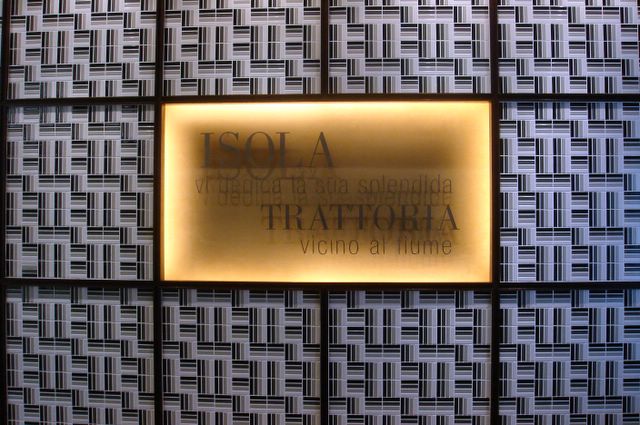 ISOLA
vi dedica la sua splendida
TRATTORIA
vicino al fiume